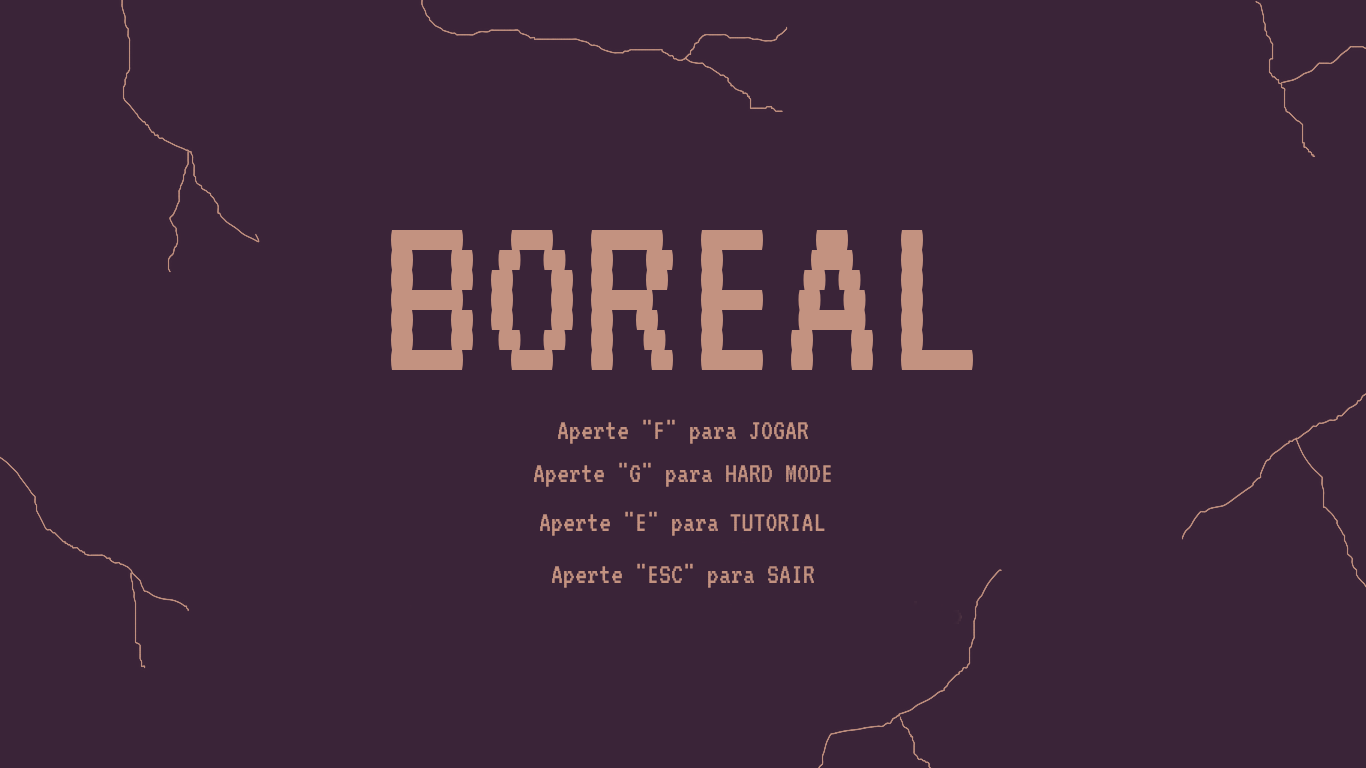 BOREAL
Aperte "F" para JOGAR
Aperte "G" para HARD MODE
Aperte "E" para TUTORIAL
Aperte "ESC" para SAIR